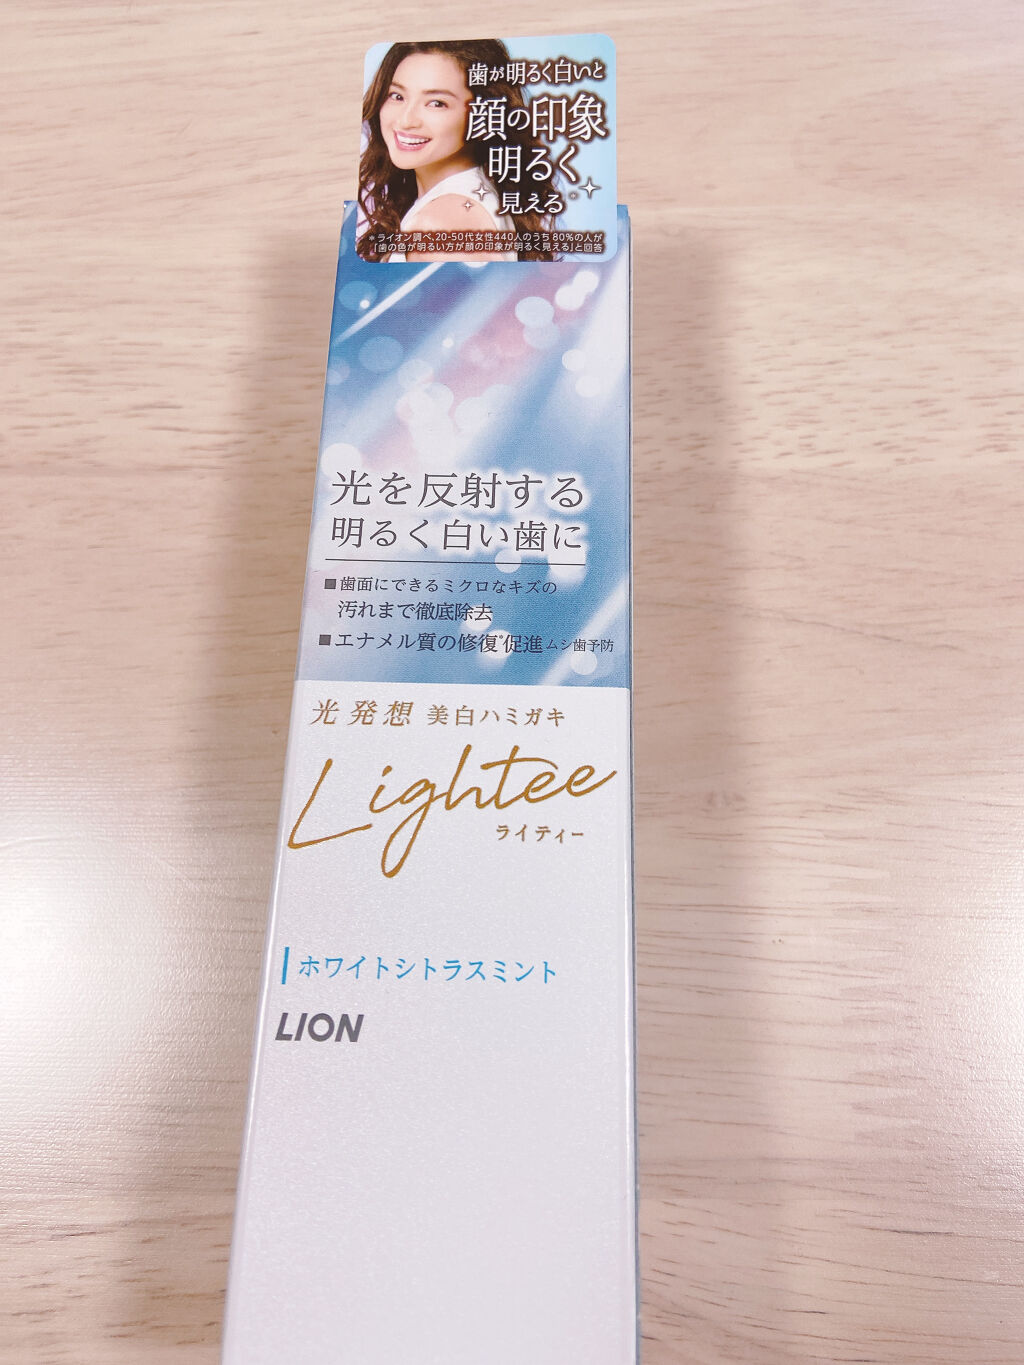 歯が明るく白いと
顔の印象
明るく
見える*
*ライオン調べ、20-50代女性440人のうち80%の人が
「歯の色が明るい方が顔の印象が明るく見える」と回答
光を反射する
明るく白い歯に
■歯面にできるミクロなキズの
汚れまで徹底除去
■エナメル質の修復*促進 ムシ歯予防
光発想 美白ハミガキ
Lightee
ライティー
ホワイトシトラスミント
LION